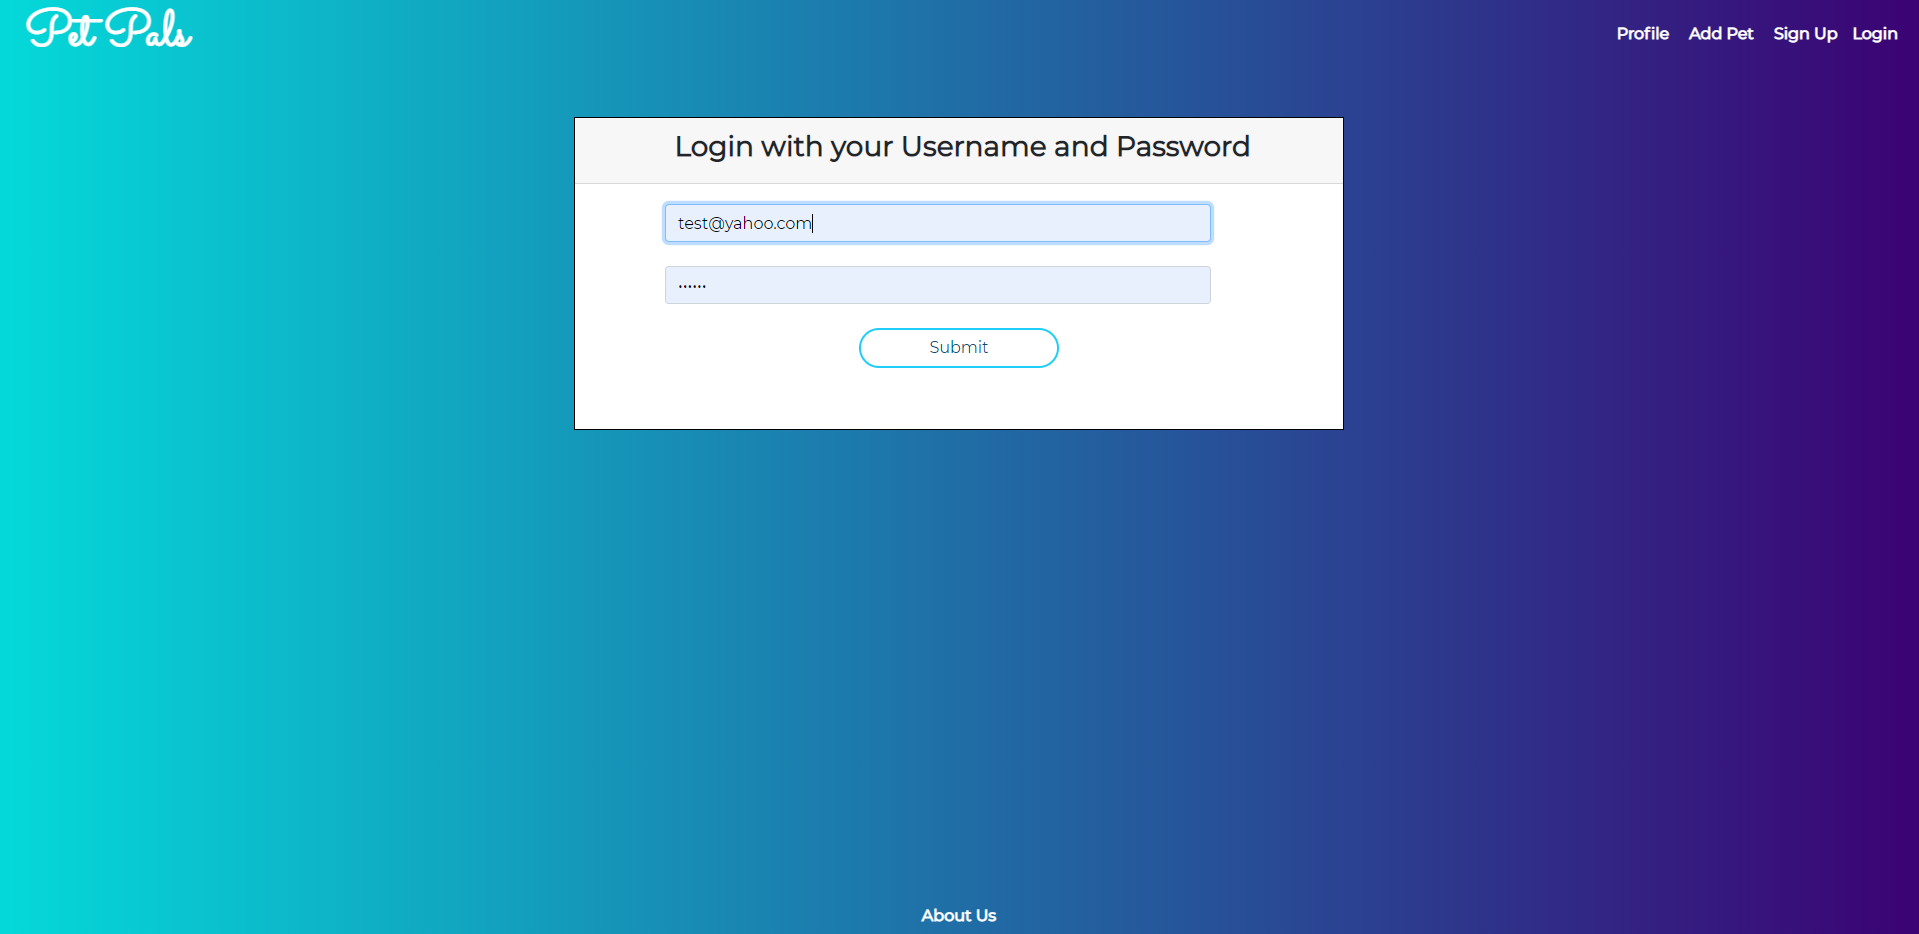 Pet Pals
Profile Add Pet Sign Up Login
Login with your Username and Password
test@yahoo.com
······
Submit
About Us